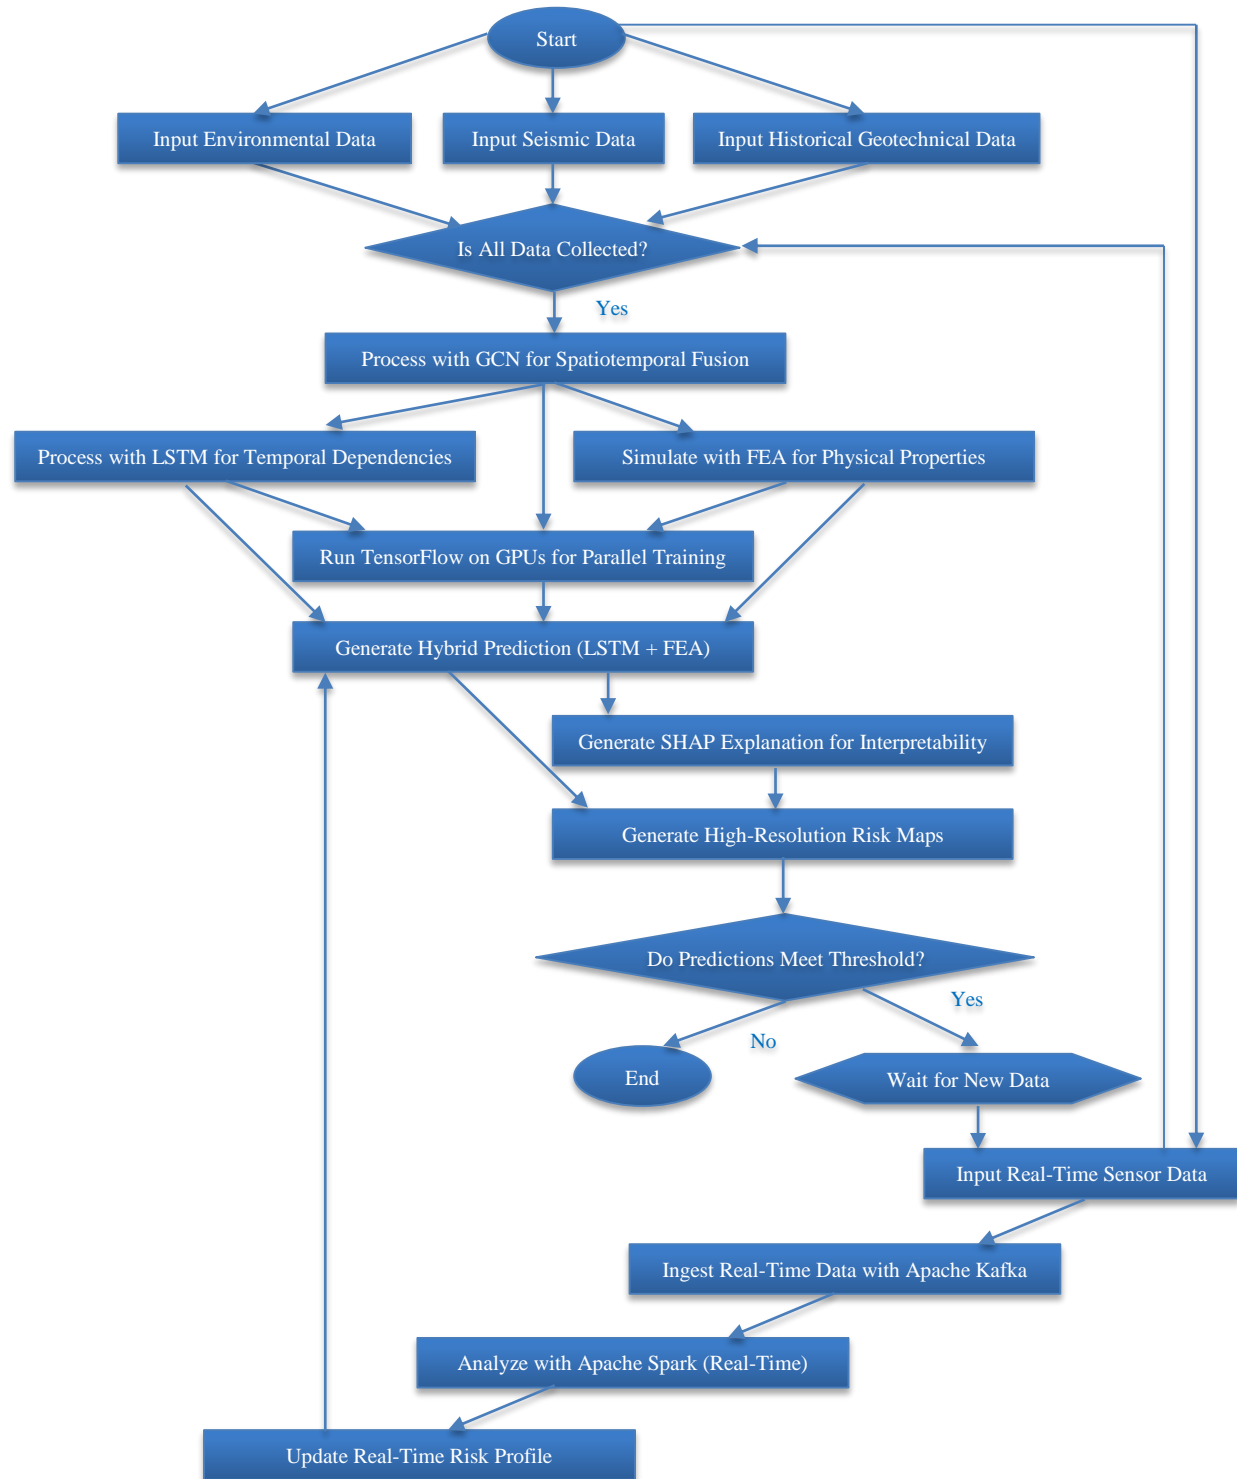 Start
Input Environmental Data
Input Seismic Data
Input Historical Geotechnical Data
Is All Data Collected?
Yes
Process with GCN for Spatiotemporal Fusion
Process with LSTM for Temporal Dependencies
Simulate with FEA for Physical Properties
Run TensorFlow on GPUs for Parallel Training
Generate Hybrid Prediction (LSTM + FEA)
Generate SHAP Explanation for Interpretability
Generate High-Resolution Risk Maps
Do Predictions Meet Threshold?
Yes
No
End
Wait for New Data
Input Real-Time Sensor Data
Ingest Real-Time Data with Apache Kafka
Analyze with Apache Spark (Real-Time)
Update Real-Time Risk Profile